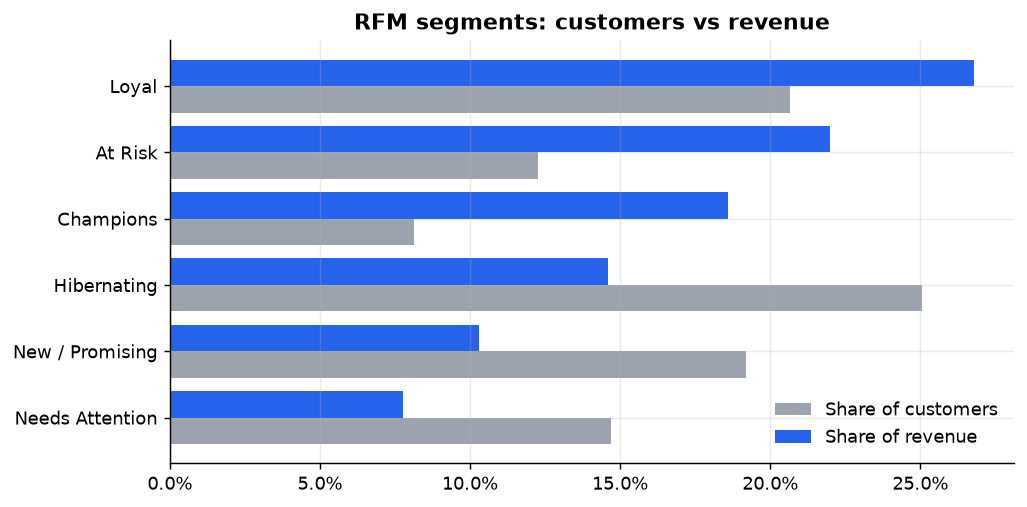 RFM segments: customers vs revenue
Loyal
At Risk
Champions
Hibernating
New / Promising
Needs Attention
Share of customers
Share of revenue
0.0% 5.0% 10.0% 15.0% 20.0% 25.0%